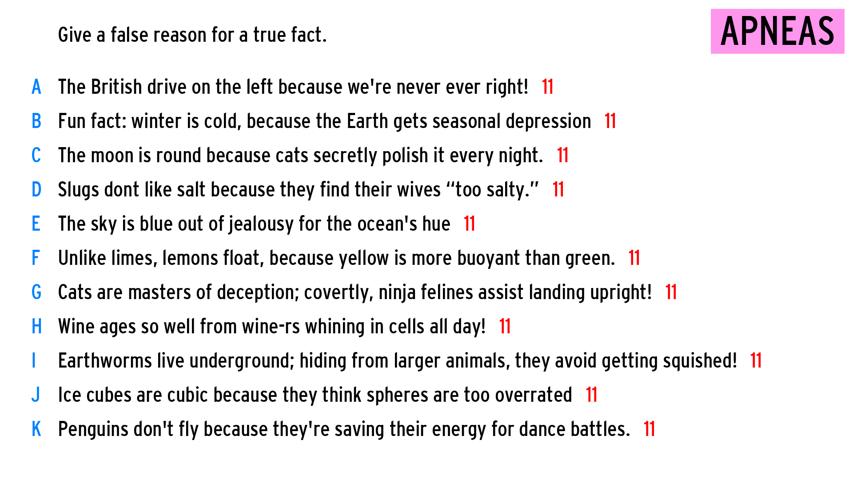 Give a false reason for a true fact.
APNEAS
A The British drive on the left because we're never ever right! 11
B Fun fact: winter is cold, because the Earth gets seasonal depression 11
C The moon is round because cats secretly polish it every night. 11
D Slugs dont like salt because they find their wives “too salty.” 11
E The sky is blue out of jealousy for the ocean's hue 11
F Unlike limes, lemons float, because yellow is more buoyant than green. 11
G Cats are masters of deception; covertly, ninja felines assist landing upright! 11
H Wine ages so well from wine-rs whining in cells all day! 11
I Earthworms live underground; hiding from larger animals, they avoid getting squished! 11
J Ice cubes are cubic because they think spheres are too overrated 11
K Penguins don't fly because they're saving their energy for dance battles. 11